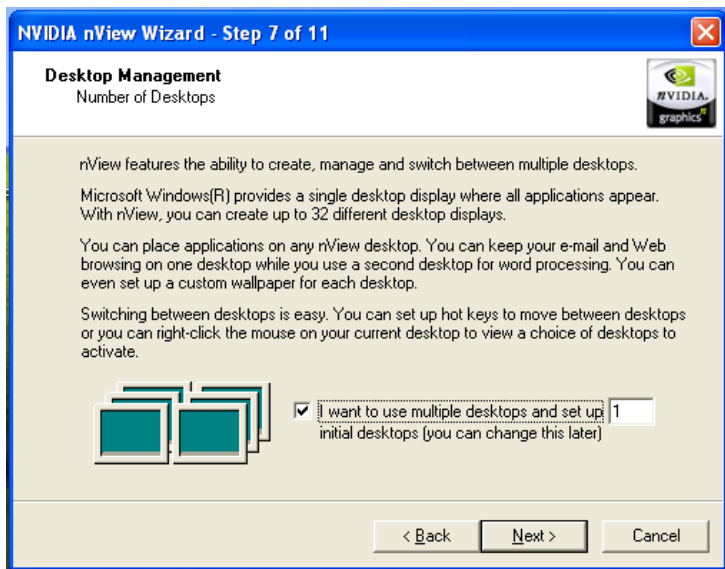 NVIDIA nView Wizard - Step 7 of 11
Desktop Management
Number of Desktops
NVIDIA.
graphics
nView features the ability to create, manage and switch between multiple desktops.
Microsoft Windows(R) provides a single desktop display where all applications appear.
With nView, you can create up to 32 different desktop displays.
You can place applications on any nView desktop. You can keep your e-mail and Web
browsing on one desktop while you use a second desktop for word processing. You can
even set up a custom wallpaper for each desktop.
Switching between desktops is easy. You can set up hot keys to move between desktops
or you can right-click the mouse on your current desktop to view a choice of desktops to
activate.
I want to use multiple desktops and set up 1
initial desktops (you can change this later)
< Back Next > Cancel